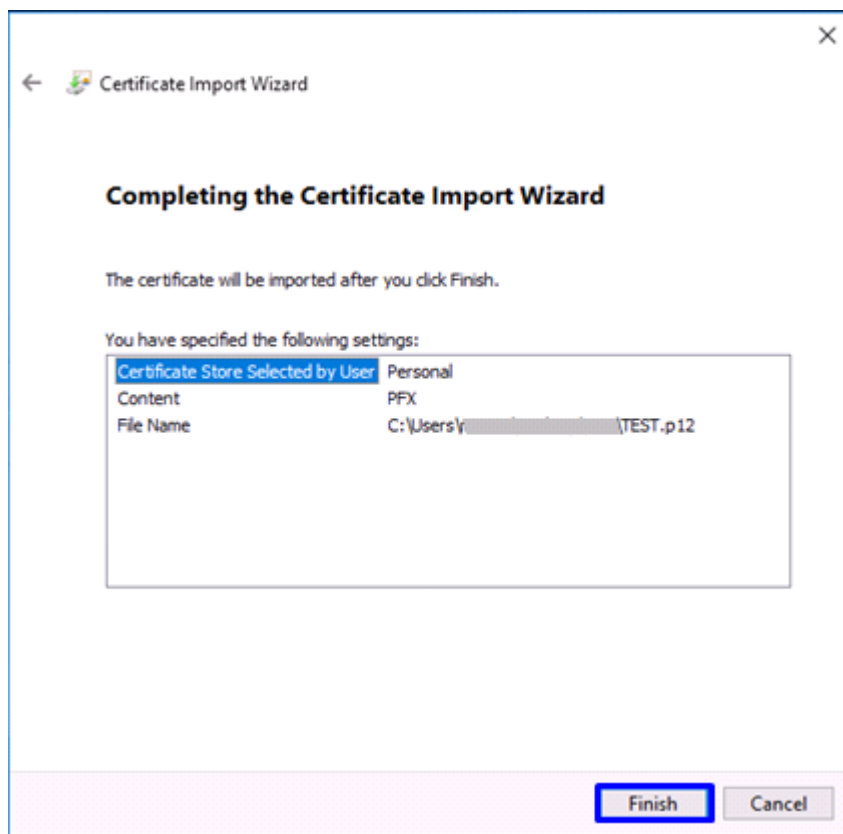 Certificate Import Wizard
Completing the Certificate Import Wizard
The certificate will be imported after you click Finish.
You have specified the following settings:
Certificate Store Selected by User Personal
Content PFX
File Name C:\Users\ \TEST.p12
Finish Cancel